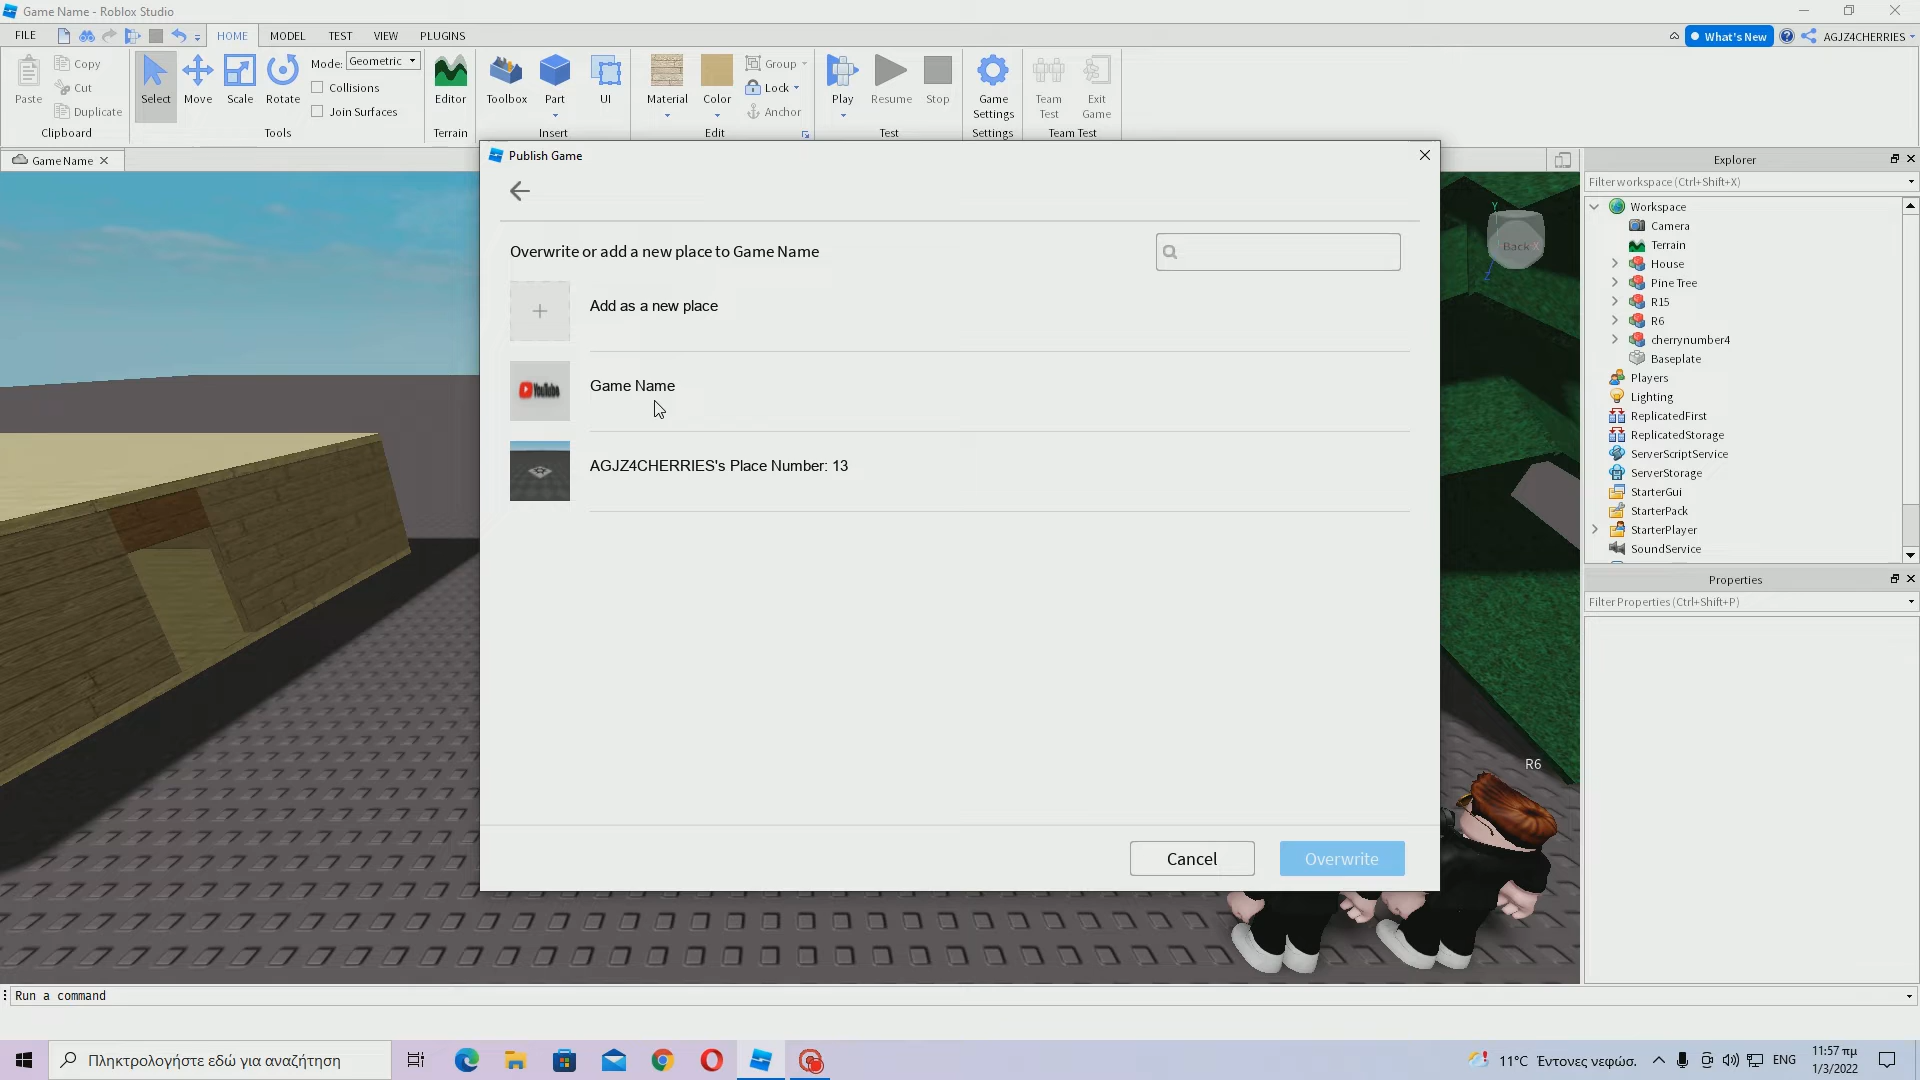 Game Name - Roblox Studio
FILE
HOME
MODEL
TEST
VIEW
PLUGINS
What's New
AGJZ4CHERRIES
Paste
Copy
Cut
Duplicate
Clipboard
Select
Move
Scale
Rotate
Mode:
Geometric
Collisions
Join Surfaces
Tools
Editor
Terrain
Toolbox
Part
UI
Insert
Material
Color
Group
Lock
Anchor
Edit
Play
Resume
Stop
Test
Game
Settings
Settings
Team
Test
Exit
Game
Team Test
Game Name
Publish Game
Overwrite or add a new place to Game Name
Add as a new place
YouTube
Game Name
AGJZ4CHERRIES's Place Number: 13
Cancel
Overwrite
Back
X
Y
Z
R6
Explorer
Filter workspace (Ctrl+Shift+X)
Workspace
Camera
Terrain
House
Pine Tree
R15
R6
cherrynumber4
Baseplate
Players
Lighting
ReplicatedFirst
ReplicatedStorage
ServerScriptService
ServerStorage
StarterGui
StarterPack
StarterPlayer
SoundService
Properties
Filter Properties (Ctrl+Shift+P)
Run a command
Πληκτρολογήστε εδώ για αναζήτηση
11°C Έντονες νεφώσ.
ENG
11:57 πμ
1/3/2022